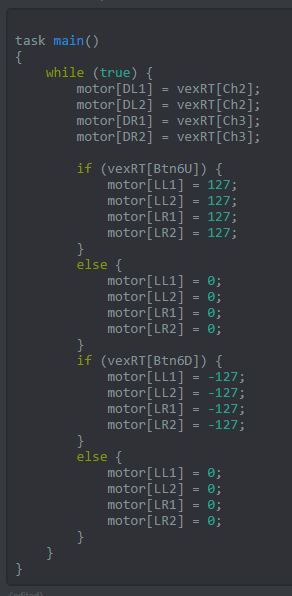 task main()
{
    while (true) {
        motor[DL1] = vexRT[Ch2];
        motor[DL2] = vexRT[Ch2];
        motor[DR1] = vexRT[Ch3];
        motor[DR2] = vexRT[Ch3];

        if (vexRT[Btn6U]) {
            motor[LL1] = 127;
            motor[LL2] = 127;
            motor[LR1] = 127;
            motor[LR2] = 127;
        }
        else {
            motor[LL1] = 0;
            motor[LL2] = 0;
            motor[LR1] = 0;
            motor[LR2] = 0;
        }
        if (vexRT[Btn6D]) {
            motor[LL1] = -127;
            motor[LL2] = -127;
            motor[LR1] = -127;
            motor[LR2] = -127;
        }
        else {
            motor[LL1] = 0;
            motor[LL2] = 0;
            motor[LR1] = 0;
            motor[LR2] = 0;
        }
    }
}
(edited)